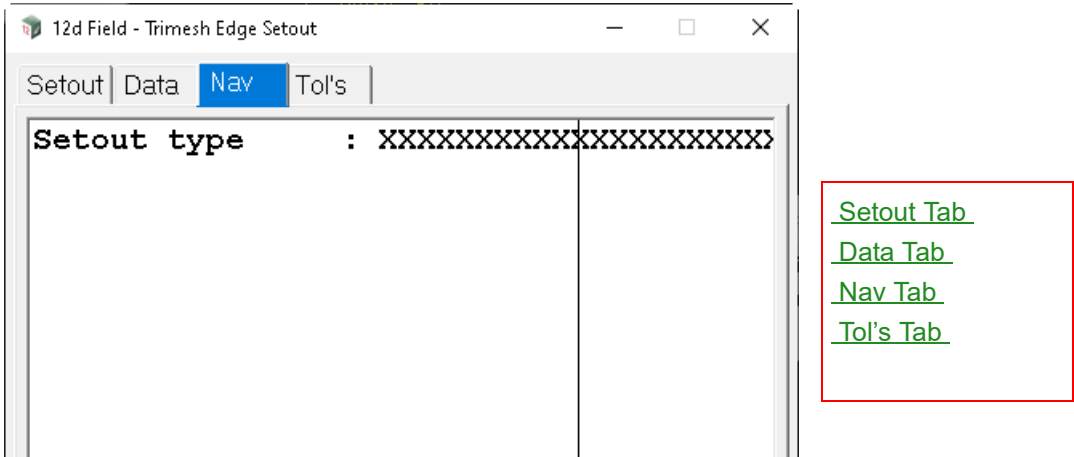 12d Field - Trimesh Edge Setout
Setout Data Nav Tol's
Setout type : XXXXXXXXXXXXXXXXXXXXXXXXX
Setout Tab
Data Tab
Nav Tab
Tol’s Tab